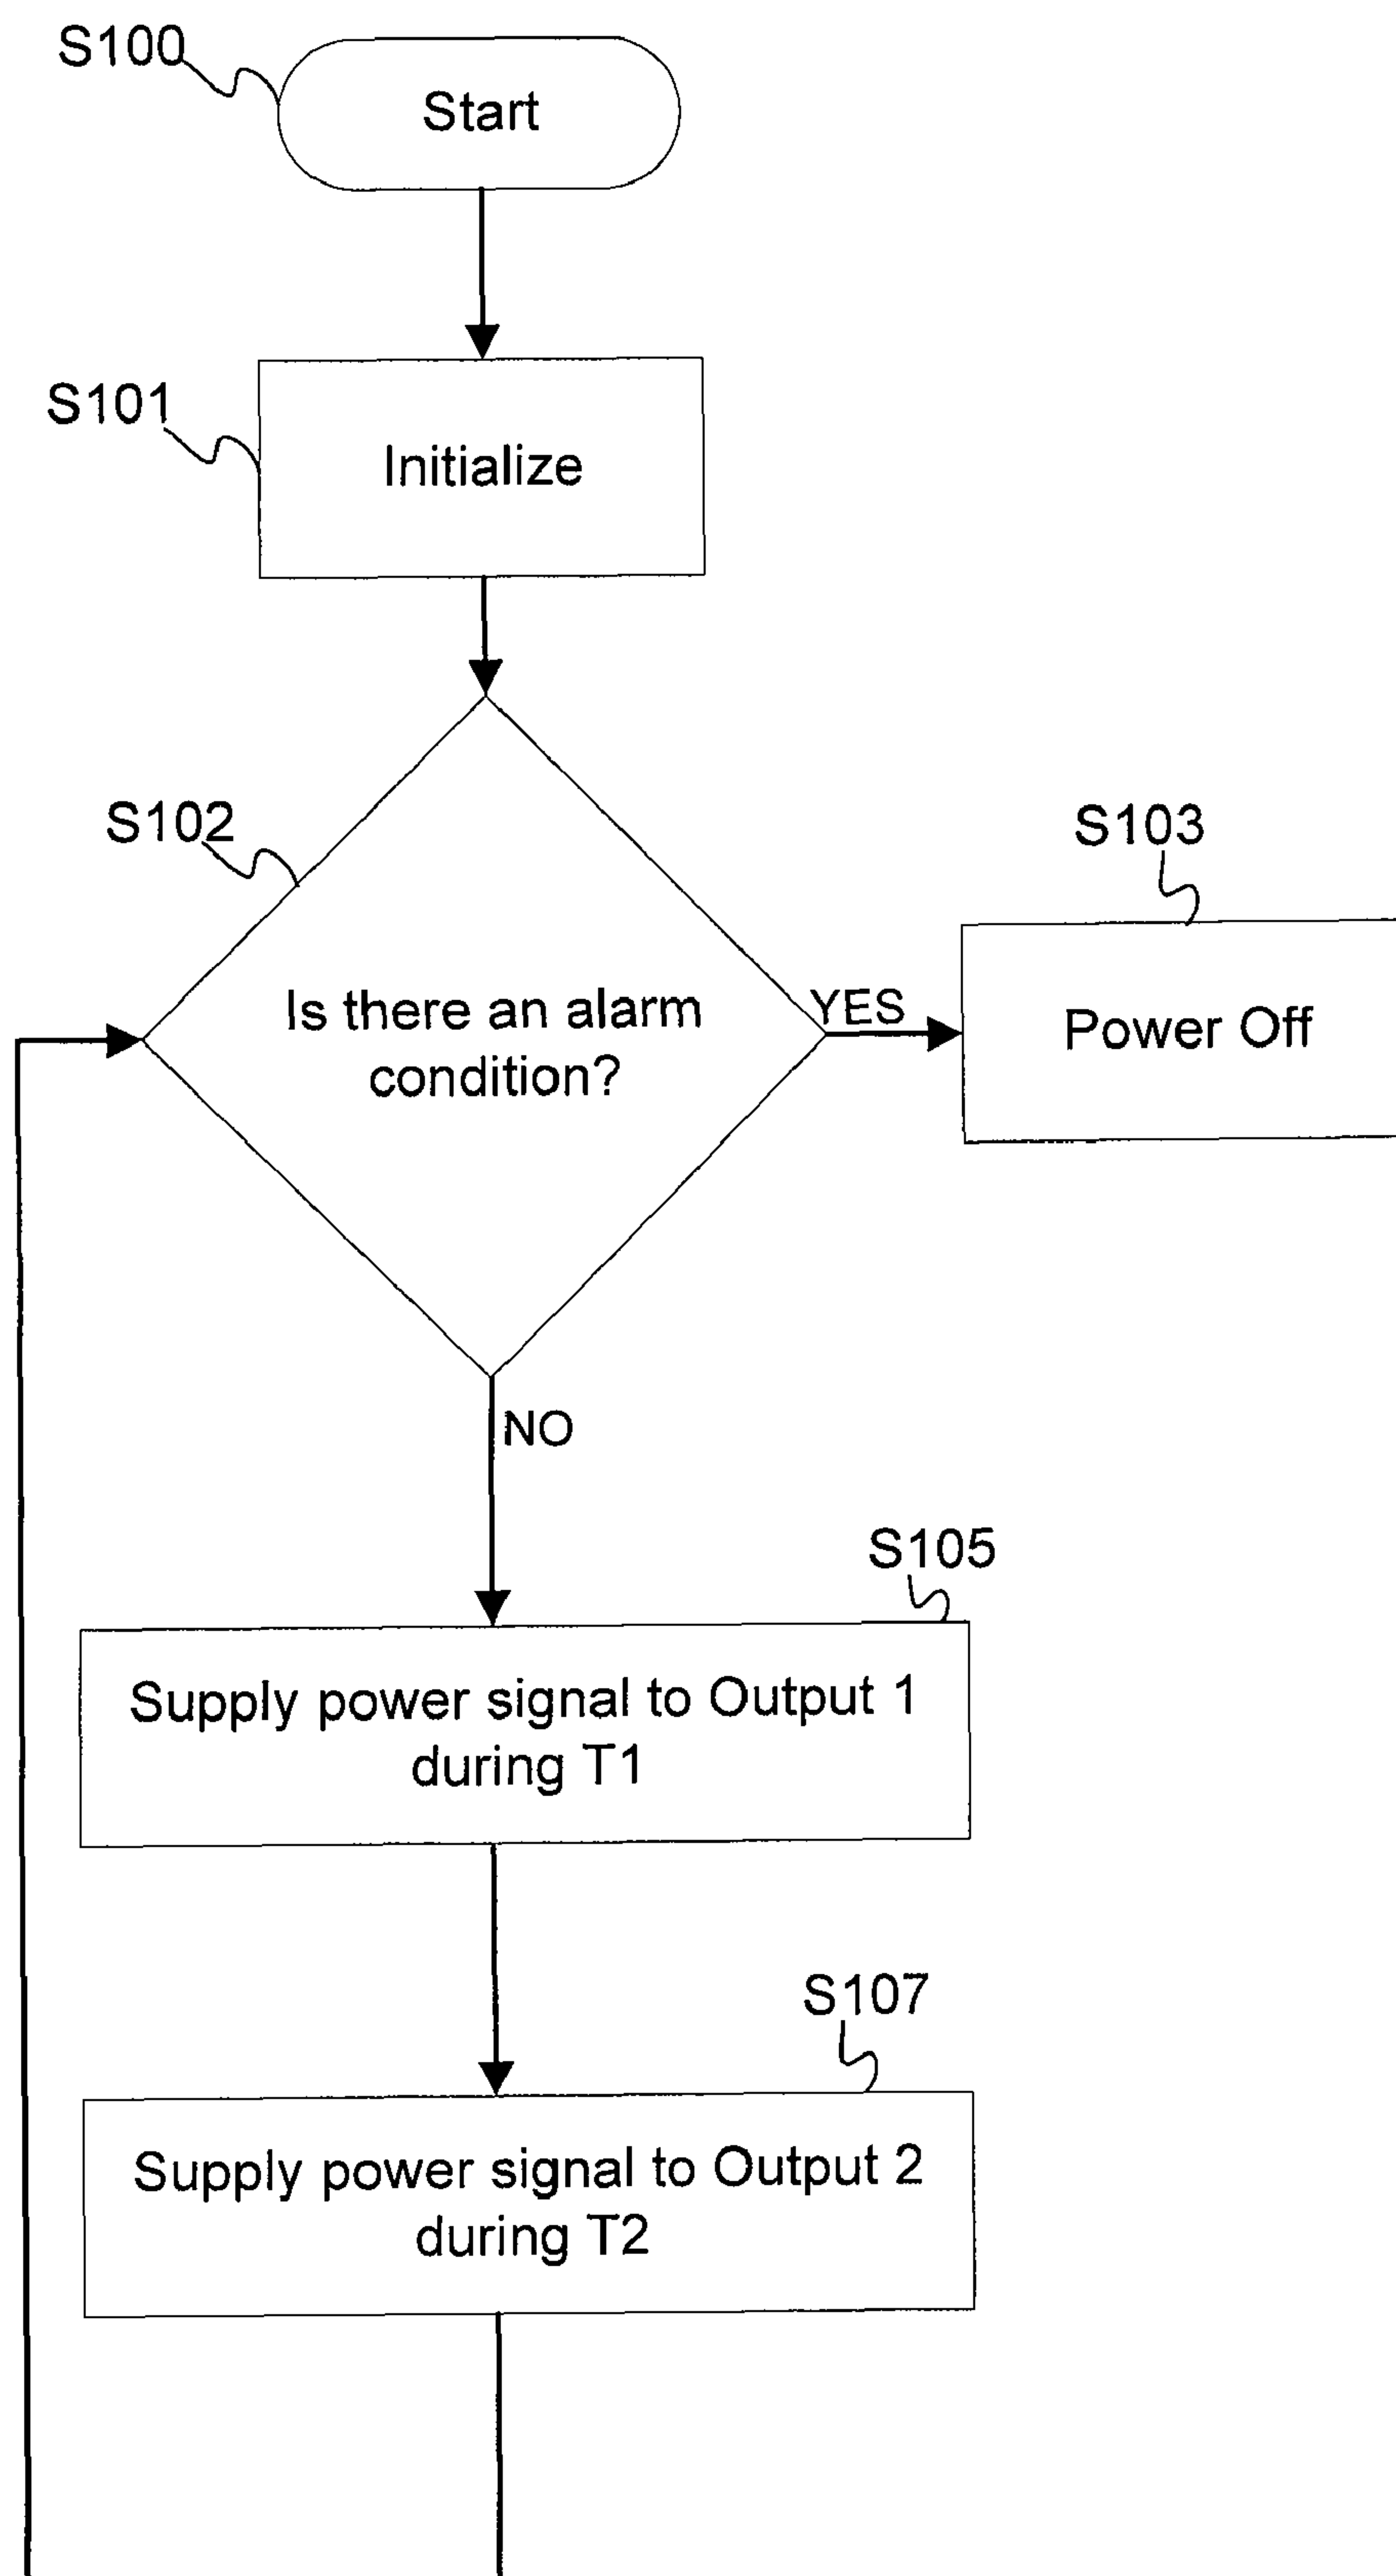 S100
Start
S101
Initialize
S102
S103
Is there an alarm
condition?
YES
Power Off
NO
S105
Supply power signal to Output 1
during T1
S107
Supply power signal to Output 2
during T2